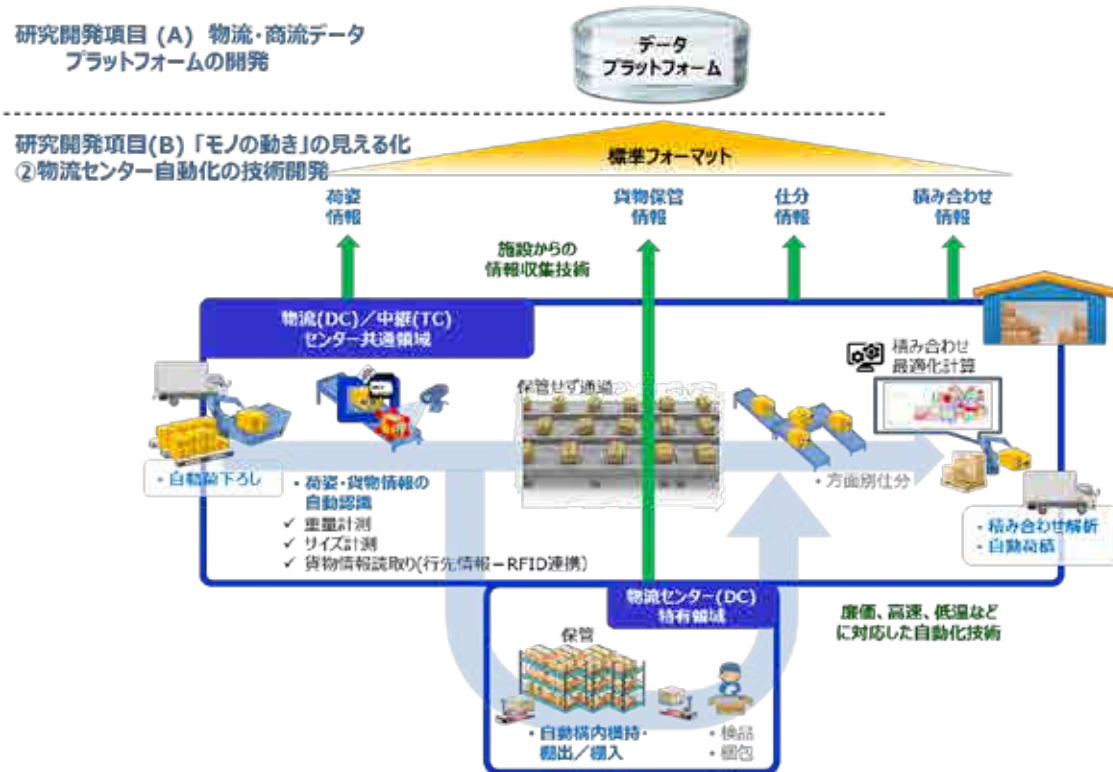 研究開発項目 (A) 物流・商流データ
プラットフォームの開発
データ
プラットフォーム
研究開発項目(B)「モノの動き」の見える化
②物流センター自動化の技術開発
標準フォーマット
荷姿
情報
貨物保管
情報
仕分
情報
積み合わせ
情報
施設からの
情報収集技術
物流(DC)／中継(TC)
センター共通領域
積み合わせ
最適化計算
保管せず通過
・自動荷下ろし
・荷姿・貨物情報の
自動認識
✓ 重量計測
✓ サイズ計測
✓ 貨物情報読取り(行先情報－RFID連携)
・方面別仕分
・積み合わせ解析
・自動荷積
物流センター(DC)
特有領域
廉価、高速、低温など
に対応した自動化技術
保管
・自動構内横持・
棚出／棚入
・検品
・梱包